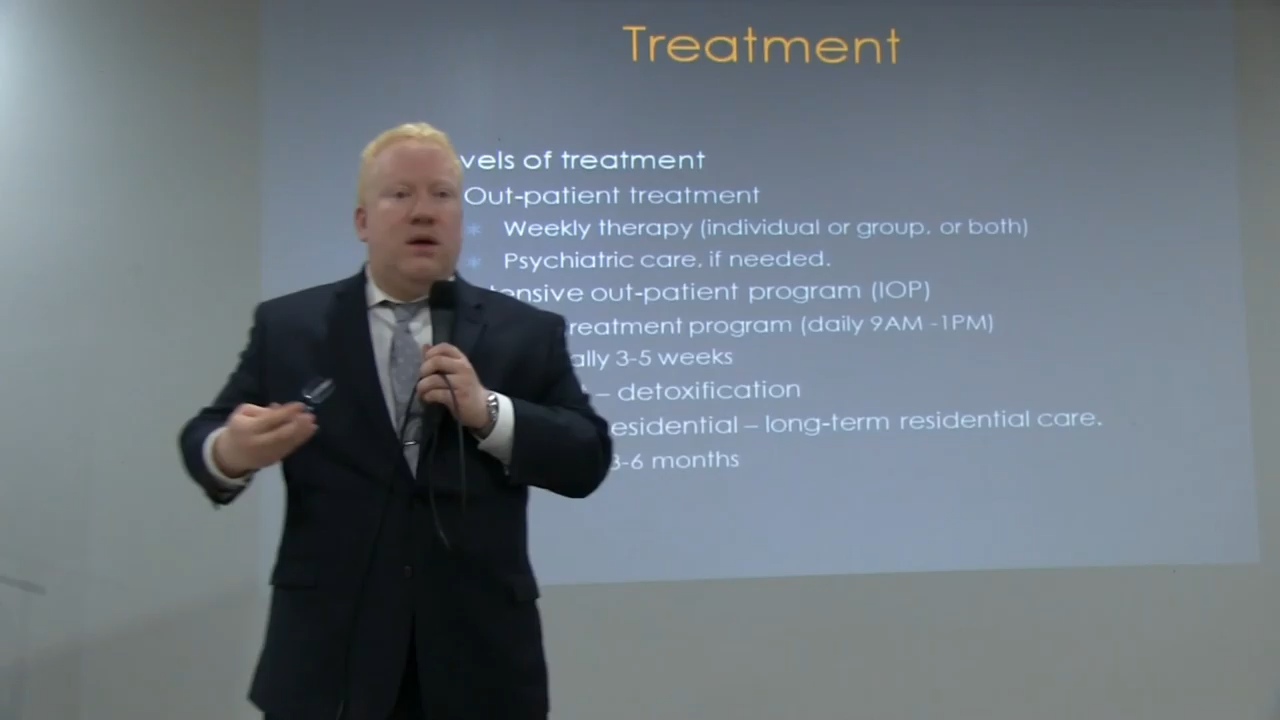 Treatment
vels of treatment
Out-patient treatment
* Weekly therapy (individual or group, or both)
* Psychiatric care, if needed.
tensive out-patient program (IOP)
reatment program (daily 9AM -1PM)
ally 3-5 weeks
– detoxification
esidential – long-term residential care.
3-6 months